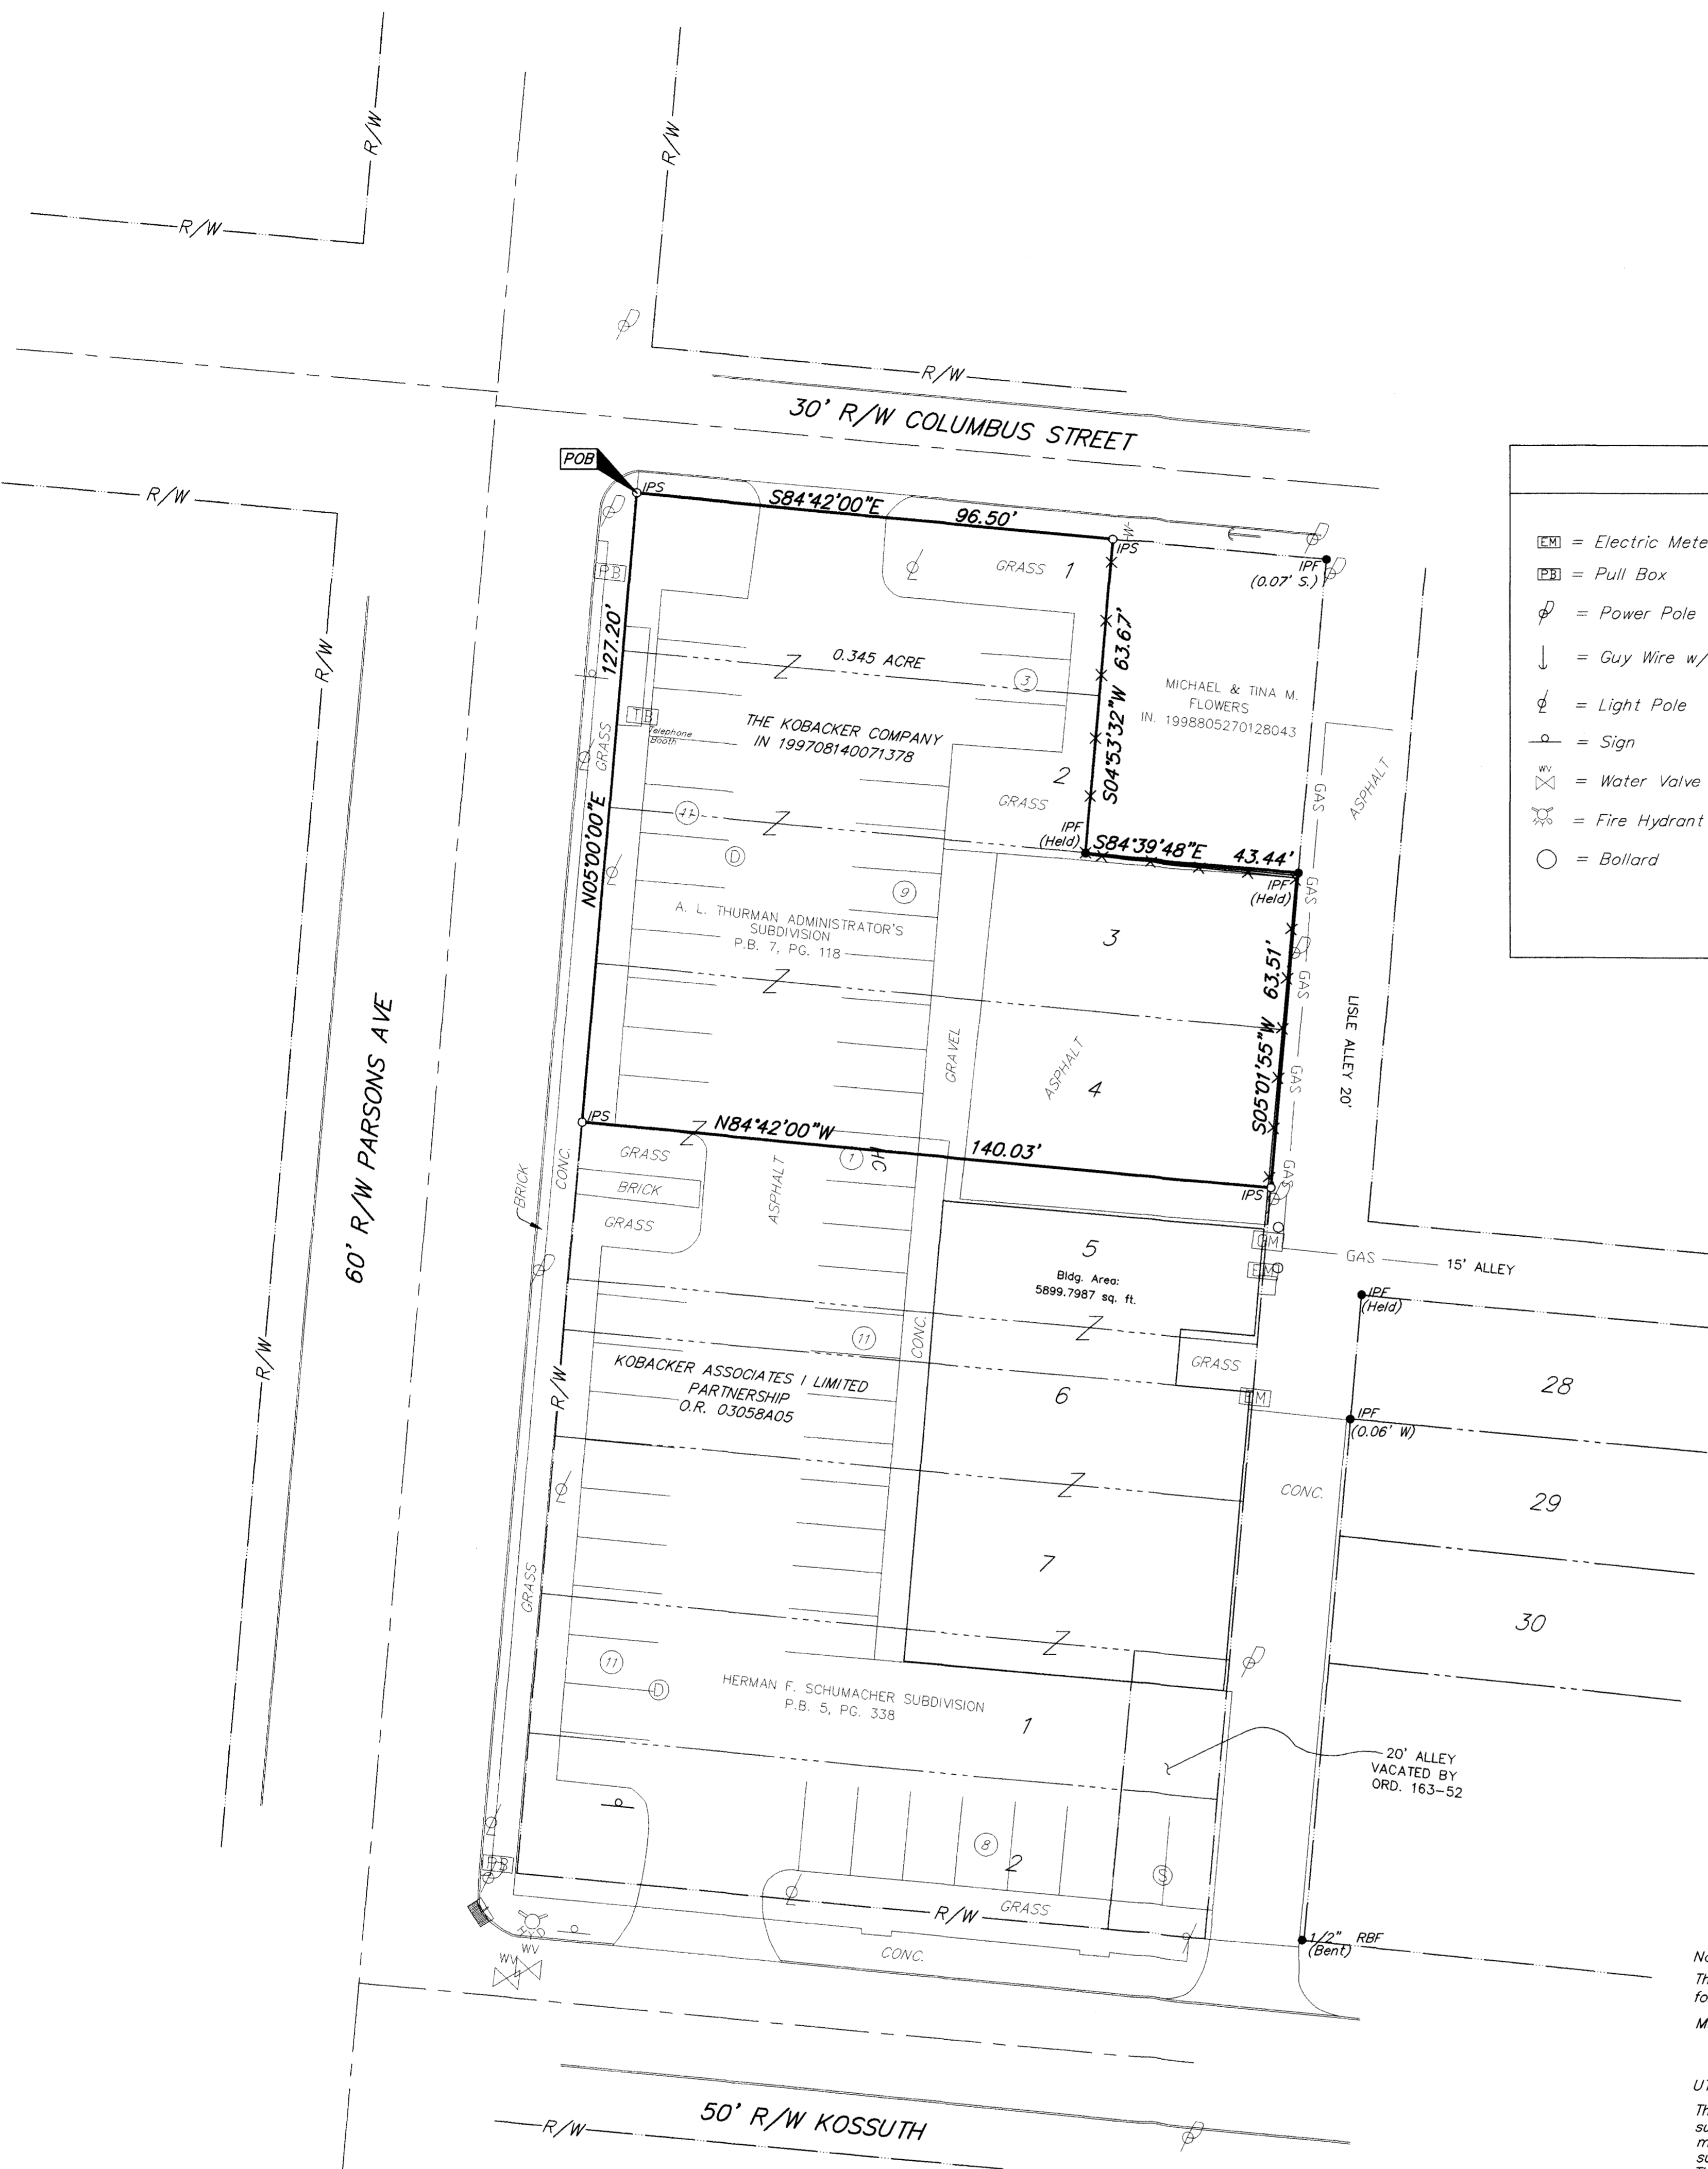 R/W
R/W
R/W
R/W
30' R/W COLUMBUS STREET
POB
IPS
S84°42'00"E
96.50'
R/W
W
IPS
IPF
(0.07' S.)
EM = Electric Mete
PB = Pull Box
= Power Pole
= Guy Wire w/
= Light Pole
= Sign
WV
= Water Valve
= Fire Hydrant
= Bollard
PB
GRASS
1
R/W
127.20'
0.345 ACRE
3
63.67'
S04°53'32"W
MICHAEL & TINA M.
FLOWERS
IN. 1998805270128043
TB
Telephone
Booth
THE KOBACKER COMPANY
IN 199708140071378
GRASS
2
GRASS
GAS
ASPHALT
11
N05°00'00"E
IPF
(Held)
S84°39'48"E
43.44'
IPF
(Held)
GAS
D
9
A. L. THURMAN ADMINISTRATOR'S
SUBDIVISION
P.B. 7, PG. 118
3
63.51'
S05°01'55"W
GAS
LISLE ALLEY 20'
60' R/W PARSONS AVE
GRAVEL
ASPHALT
4
GAS
IPS
N84°42'00"W
140.03'
GAS
IPS
GRASS
BRICK
GRASS
CONC.
BRICK
ASPHALT
1
HC
5
Bldg. Area:
5899.7987 sq. ft.
GM
EM
GAS
15' ALLEY
IPF
(Held)
R/W
R/W
11
CONC.
GRASS
KOBACKER ASSOCIATES I LIMITED
PARTNERSHIP
O.R. 03058A05
6
EM
28
IPF
(0.06' W)
CONC.
29
GRASS
7
30
11
D
HERMAN F. SCHUMACHER SUBDIVISION
P.B. 5, PG. 338
1
20' ALLEY
VACATED BY
ORD. 163-52
PB
8
2
S
R/W
GRASS
CONC.
1/2" RBF
(Bent)
WV
WV
50' R/W KOSSUTH
R/W
Th
fo
Th